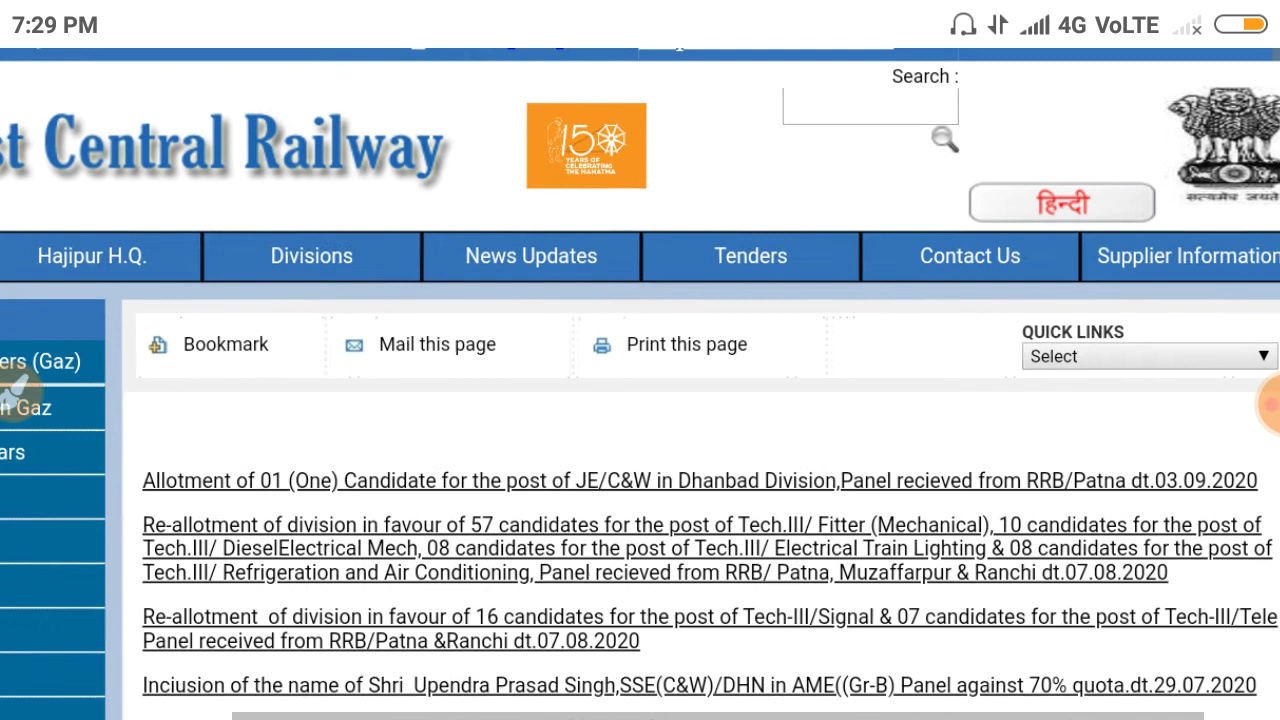 7:29 PM
4G VoLTE
Search :
st Central Railway
150
YEARS OF
CELEBRATING
THE MAHATMA
हिन्दी
सत्यमेव जयते
Hajipur H.Q.
Divisions
News Updates
Tenders
Contact Us
Supplier Information
ers (Gaz)
n Gaz
ars
Bookmark
Mail this page
Print this page
QUICK LINKS
Select
Allotment of 01 (One) Candidate for the post of JE/C&W in Dhanbad Division,Panel recieved from RRB/Patna dt.03.09.2020
Re-allotment of division in favour of 57 candidates for the post of Tech.III/ Fitter (Mechanical), 10 candidates for the post of
Tech.III/ DieselElectrical Mech, 08 candidates for the post of Tech.III/ Electrical Train Lighting & 08 candidates for the post of
Tech.III/ Refrigeration and Air Conditioning, Panel recieved from RRB/ Patna, Muzaffarpur & Ranchi dt.07.08.2020
Re-allotment of division in favour of 16 candidates for the post of Tech-III/Signal & 07 candidates for the post of Tech-III/Tele
Panel received from RRB/Patna &Ranchi dt.07.08.2020
Inciusion of the name of Shri Upendra Prasad Singh,SSE(C&W)/DHN in AME((Gr-B) Panel against 70% quota.dt.29.07.2020